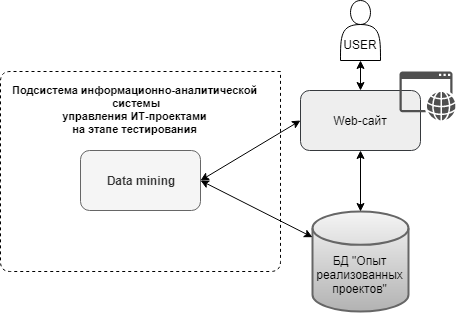 USER
Подсистема информационно-аналитической
системы
управления ИТ-проектами
на этапе тестирования
Web-сайт
Data mining
БД "Опыт
реализованных
проектов"